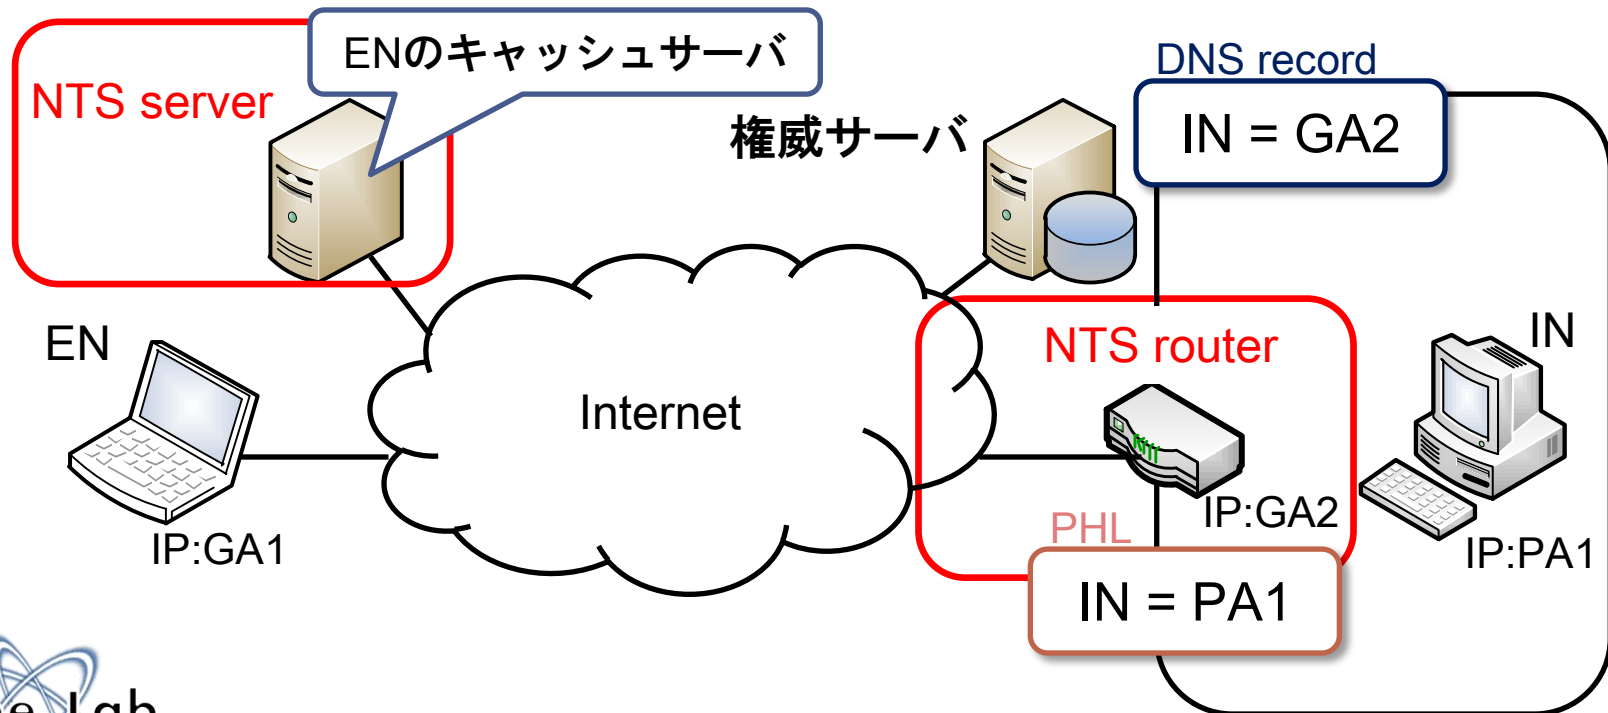 ENのキャッシュサーバ
NTS server
DNS record
IN = GA2
権威サーバ
EN
IP:GA1
Internet
NTS router
IP:GA2
IN
IP:PA1
PHL
IN = PA1